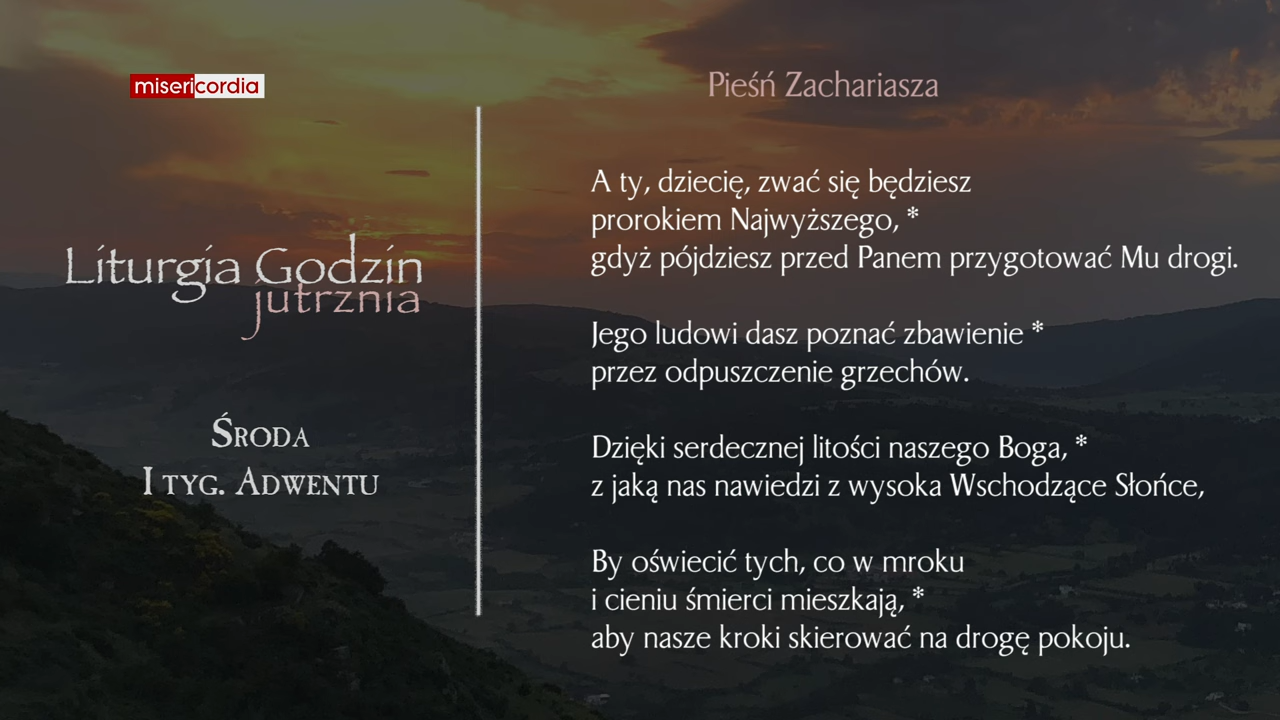 misericordia
Liturgia Godzin
jutrznia
Środa
I tyg. Adwentu
Pieśń Zachariasza
A ty, dziecię, zwać się będziesz
prorokiem Najwyższego, *
gdyż pójdziesz przed Panem przygotować Mu drogi.
Jego ludowi dasz poznać zbawienie *
przez odpuszczenie grzechów.
Dzięki serdecznej litości naszego Boga, *
z jaką nas nawiedzi z wysoka Wschodzące Słońce,
By oświecić tych, co w mroku
i cieniu śmierci mieszkają, *
aby nasze kroki skierować na drogę pokoju.